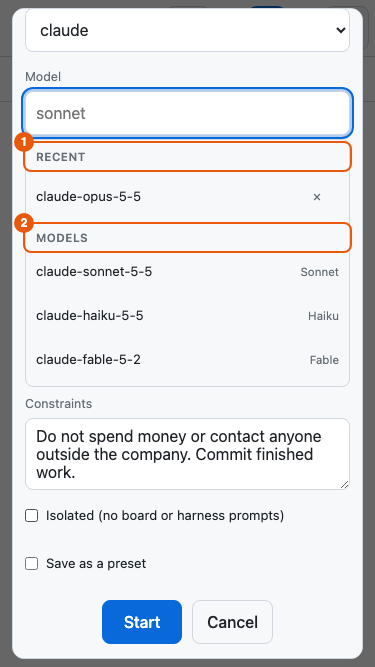 claude
Model
sonnet
1
RECENT
claude-opus-5-5 ×
2
MODELS
claude-sonnet-5-5 Sonnet
claude-haiku-5-5 Haiku
claude-fable-5-2 Fable
Constraints
Do not spend money or contact anyone
outside the company. Commit finished
work.
Isolated (no board or harness prompts)
Save as a preset
Start Cancel